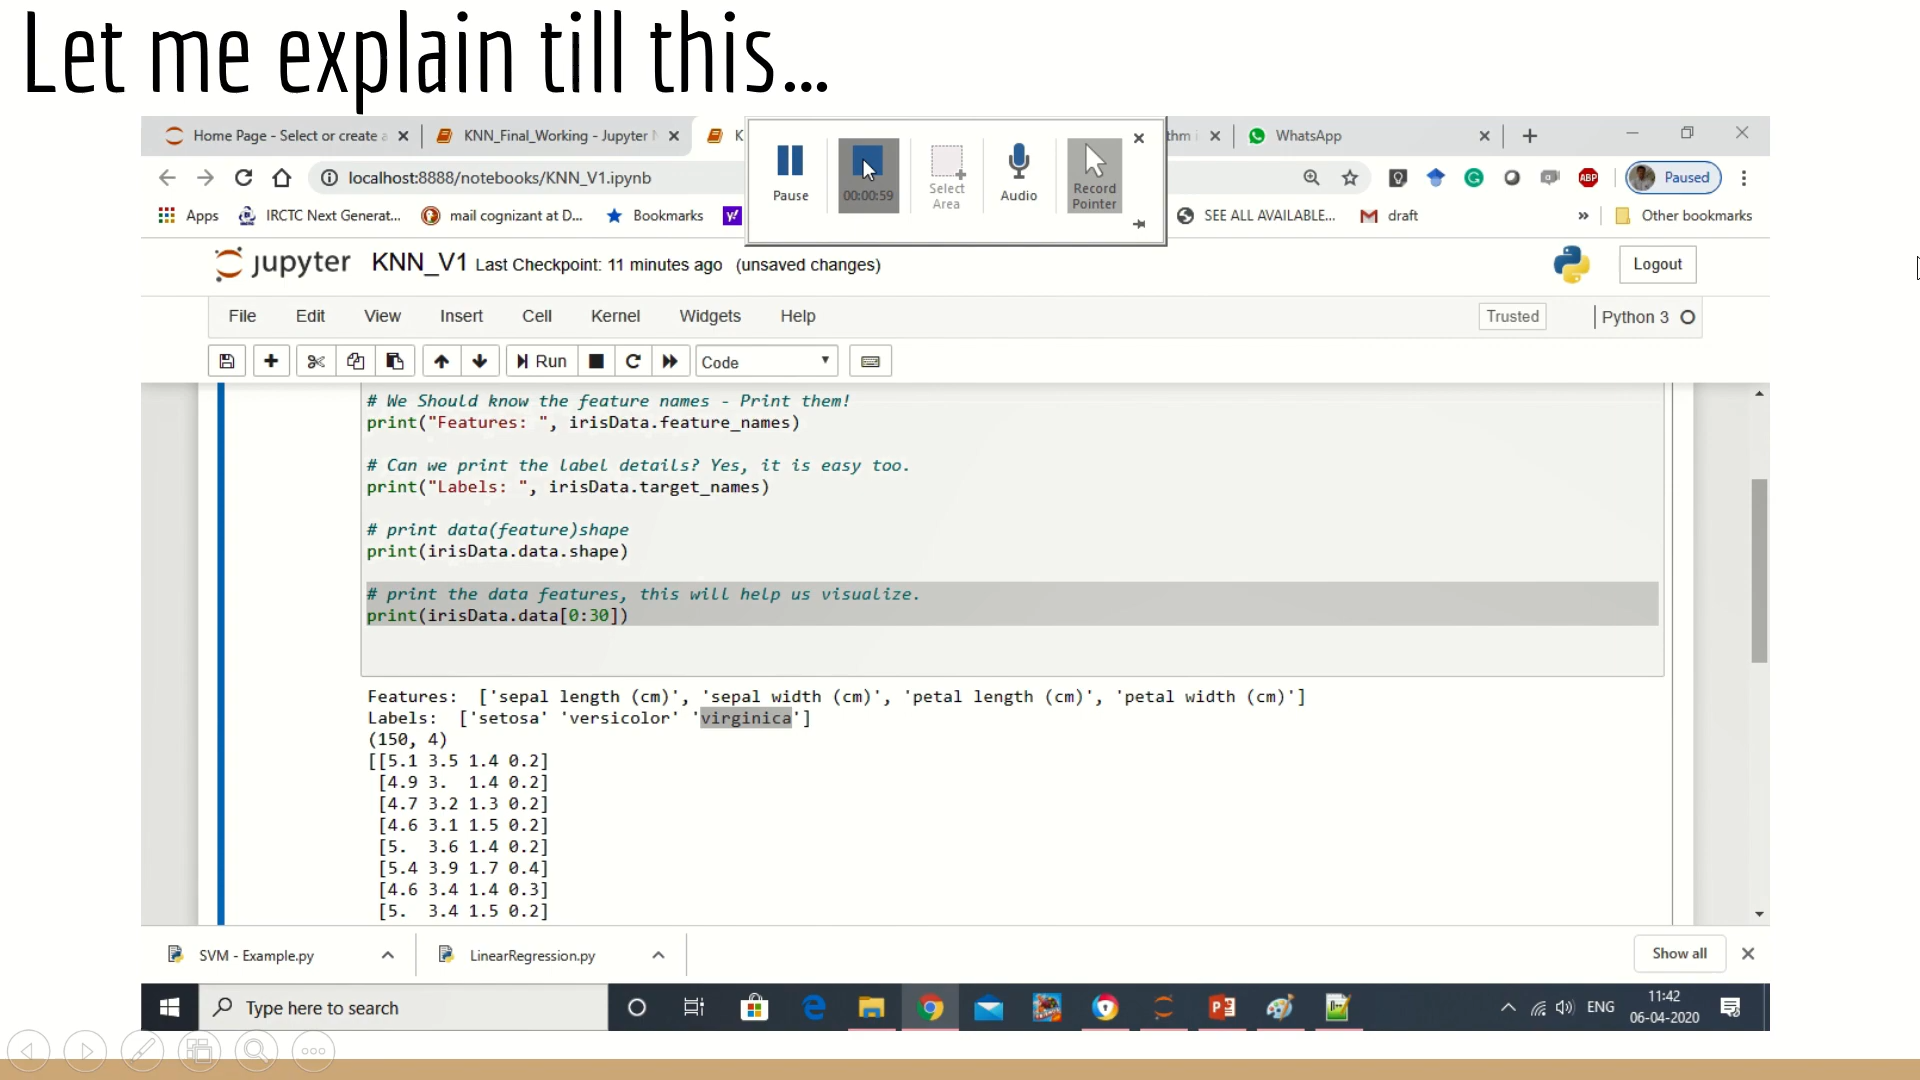 Let me explain till this...
Home Page - Select or create a
KNN_Final_Working - Jupyter N
K
thm i
WhatsApp
Pause
00:00:59
Select
Area
Audio
Record
Pointer
localhost:8888/notebooks/KNN_V1.ipynb
ABP
Paused
Apps
IRCTC Next Generat...
mail cognizant at D...
Bookmarks
SEE ALL AVAILABLE...
draft
Other bookmarks
jupyter KNN_V1 Last Checkpoint: 11 minutes ago (unsaved changes)
Logout
File Edit View Insert Cell Kernel Widgets Help
Trusted
Python 3
Run
Code
# We Should know the feature names - Print them!
print("Features: ", irisData.feature_names)
# Can we print the label details? Yes, it is easy too.
print("Labels: ", irisData.target_names)
# print data(feature)shape
print(irisData.data.shape)
# print the data features, this will help us visualize.
print(irisData.data[0:30])
Features:  ['sepal length (cm)', 'sepal width (cm)', 'petal length (cm)', 'petal width (cm)']
Labels:  ['setosa' 'versicolor' 'virginica']
(150, 4)
[[5.1 3.5 1.4 0.2]
[4.9 3.  1.4 0.2]
[4.7 3.2 1.3 0.2]
[4.6 3.1 1.5 0.2]
[5.  3.6 1.4 0.2]
[5.4 3.9 1.7 0.4]
[4.6 3.4 1.4 0.3]
[5.  3.4 1.5 0.2]
SVM - Example.py
LinearRegression.py
Show all
Type here to search
ENG
11:42
06-04-2020